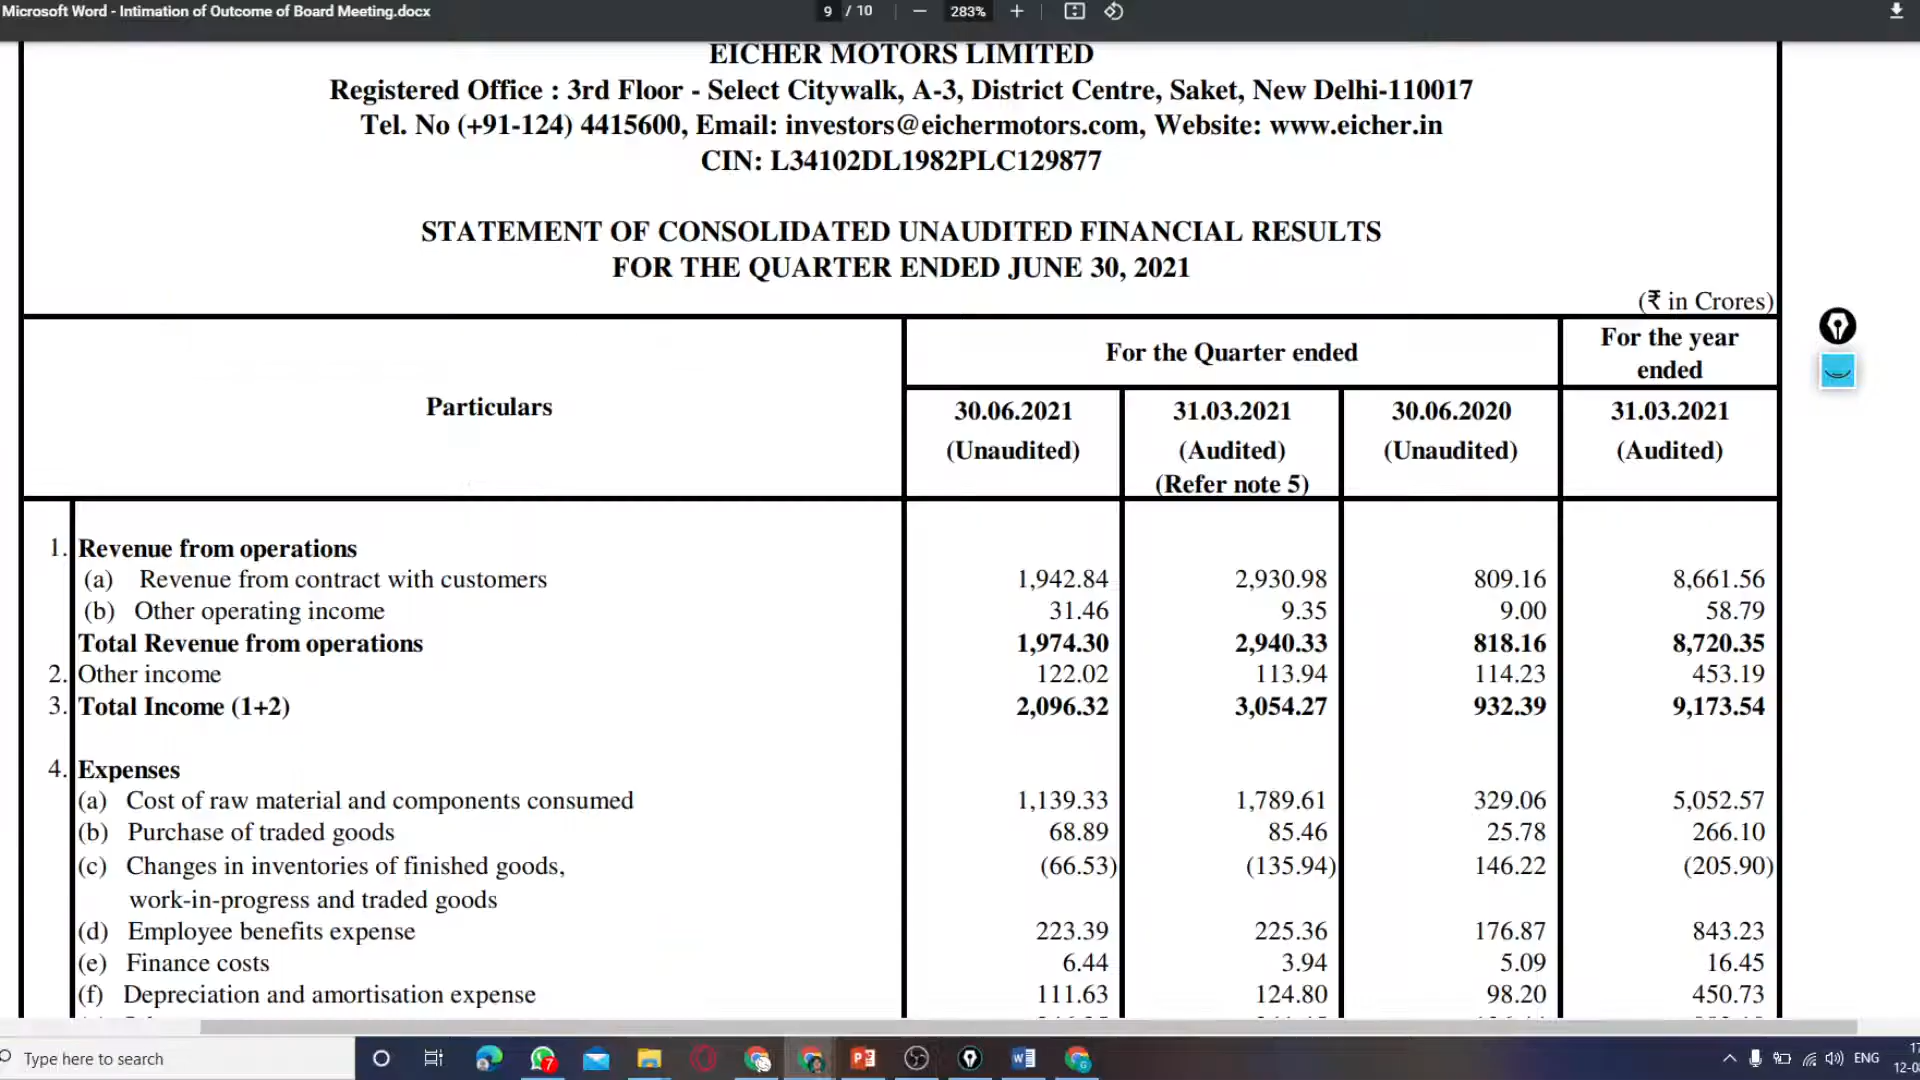 Microsoft Word - Intimation of Outcome of Board Meeting.docx
9 / 10
283%
EICHER MOTORS LIMITED
Registered Office : 3rd Floor - Select Citywalk, A-3, District Centre, Saket, New Delhi-110017
Tel. No (+91-124) 4415600, Email: investors@eichermotors.com, Website: www.eicher.in
CIN: L34102DL1982PLC129877
STATEMENT OF CONSOLIDATED UNAUDITED FINANCIAL RESULTS
FOR THE QUARTER ENDED JUNE 30, 2021
(₹ in Crores)
Particulars
For the Quarter ended
For the year
ended
30.06.2021 31.03.2021 30.06.2020 31.03.2021
(Unaudited) (Audited) (Unaudited) (Audited)
(Refer note 5)
1. Revenue from operations
(a) Revenue from contract with customers 1,942.84 2,930.98 809.16 8,661.56
(b) Other operating income 31.46 9.35 9.00 58.79
Total Revenue from operations 1,974.30 2,940.33 818.16 8,720.35
2. Other income 122.02 113.94 114.23 453.19
3. Total Income (1+2) 2,096.32 3,054.27 932.39 9,173.54
4. Expenses
(a) Cost of raw material and components consumed 1,139.33 1,789.61 329.06 5,052.57
(b) Purchase of traded goods 68.89 85.46 25.78 266.10
(c) Changes in inventories of finished goods, (66.53) (135.94) 146.22 (205.90)
work-in-progress and traded goods
(d) Employee benefits expense 223.39 225.36 176.87 843.23
(e) Finance costs 6.44 3.94 5.09 16.45
(f) Depreciation and amortisation expense 111.63 124.80 98.20 450.73
Type here to search
7
ENG